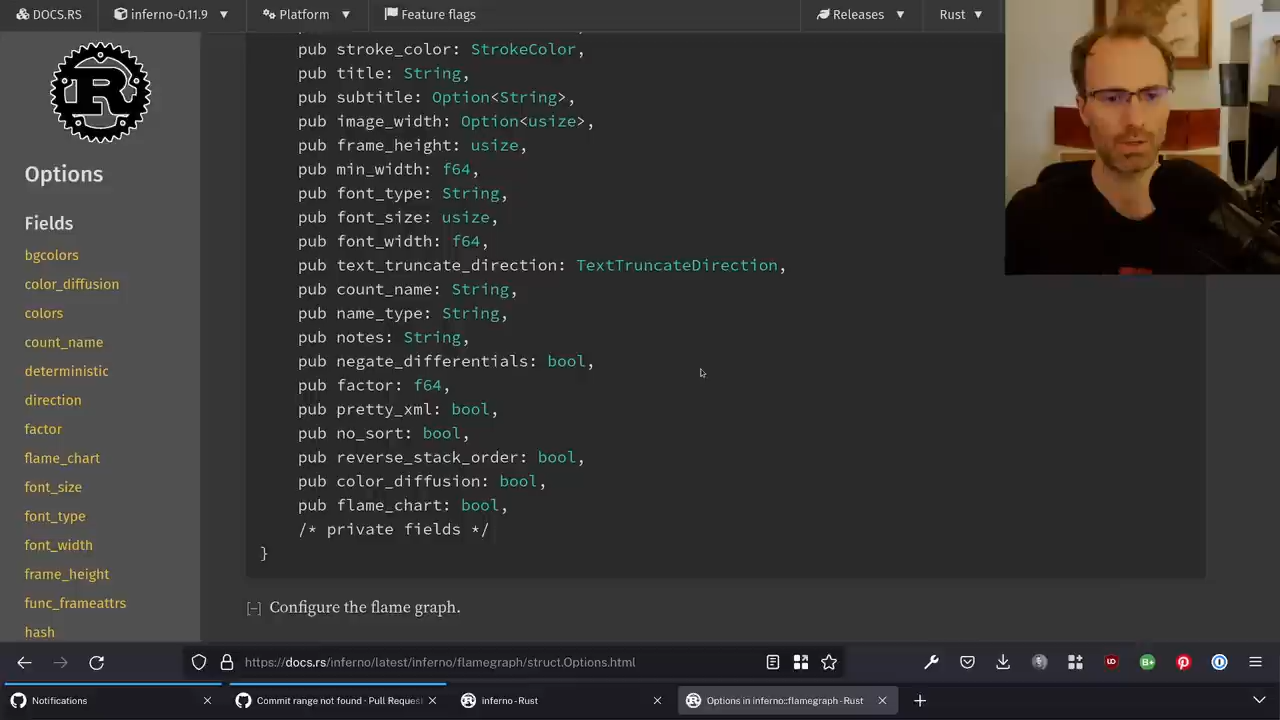 DOCS.RS
inferno-0.11.9
Platform
Feature flags
Releases
Rust
Options
Fields
bgcolors
color_diffusion
colors
count_name
deterministic
direction
factor
flame_chart
font_size
font_type
font_width
frame_height
func_frameattrs
hash
pub stroke_color: StrokeColor,
pub title: String,
pub subtitle: Option<String>,
pub image_width: Option<usize>,
pub frame_height: usize,
pub min_width: f64,
pub font_type: String,
pub font_size: usize,
pub font_width: f64,
pub text_truncate_direction: TextTruncateDirection,
pub count_name: String,
pub name_type: String,
pub notes: String,
pub negate_differentials: bool,
pub factor: f64,
pub pretty_xml: bool,
pub no_sort: bool,
pub reverse_stack_order: bool,
pub color_diffusion: bool,
pub flame_chart: bool,
/* private fields */
}
[−] Configure the flame graph.
https://docs.rs/inferno/latest/inferno/flamegraph/struct.Options.html
Notifications
Commit range not found · Pull Reques
inferno - Rust
Options in inferno::flamegraph - Rust